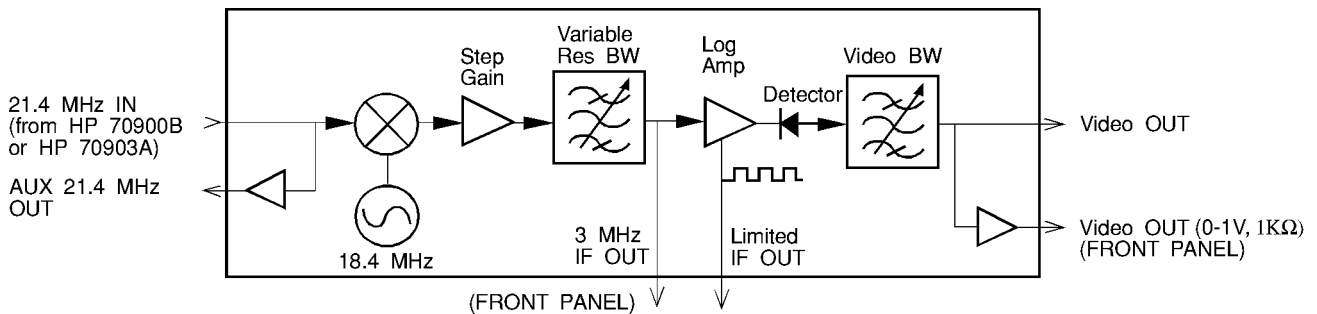 Variable
Res BW
Step
Gain
Log
Amp
Video BW
Detector
21.4 MHz IN
(from HP 70900B
or HP 70903A)
Video OUT
AUX 21.4 MHz
OUT
18.4 MHz
3 MHz
IF OUT
Limited
IF OUT
Video OUT (0-1V, 1KΩ)
(FRONT PANEL)
(FRONT PANEL)